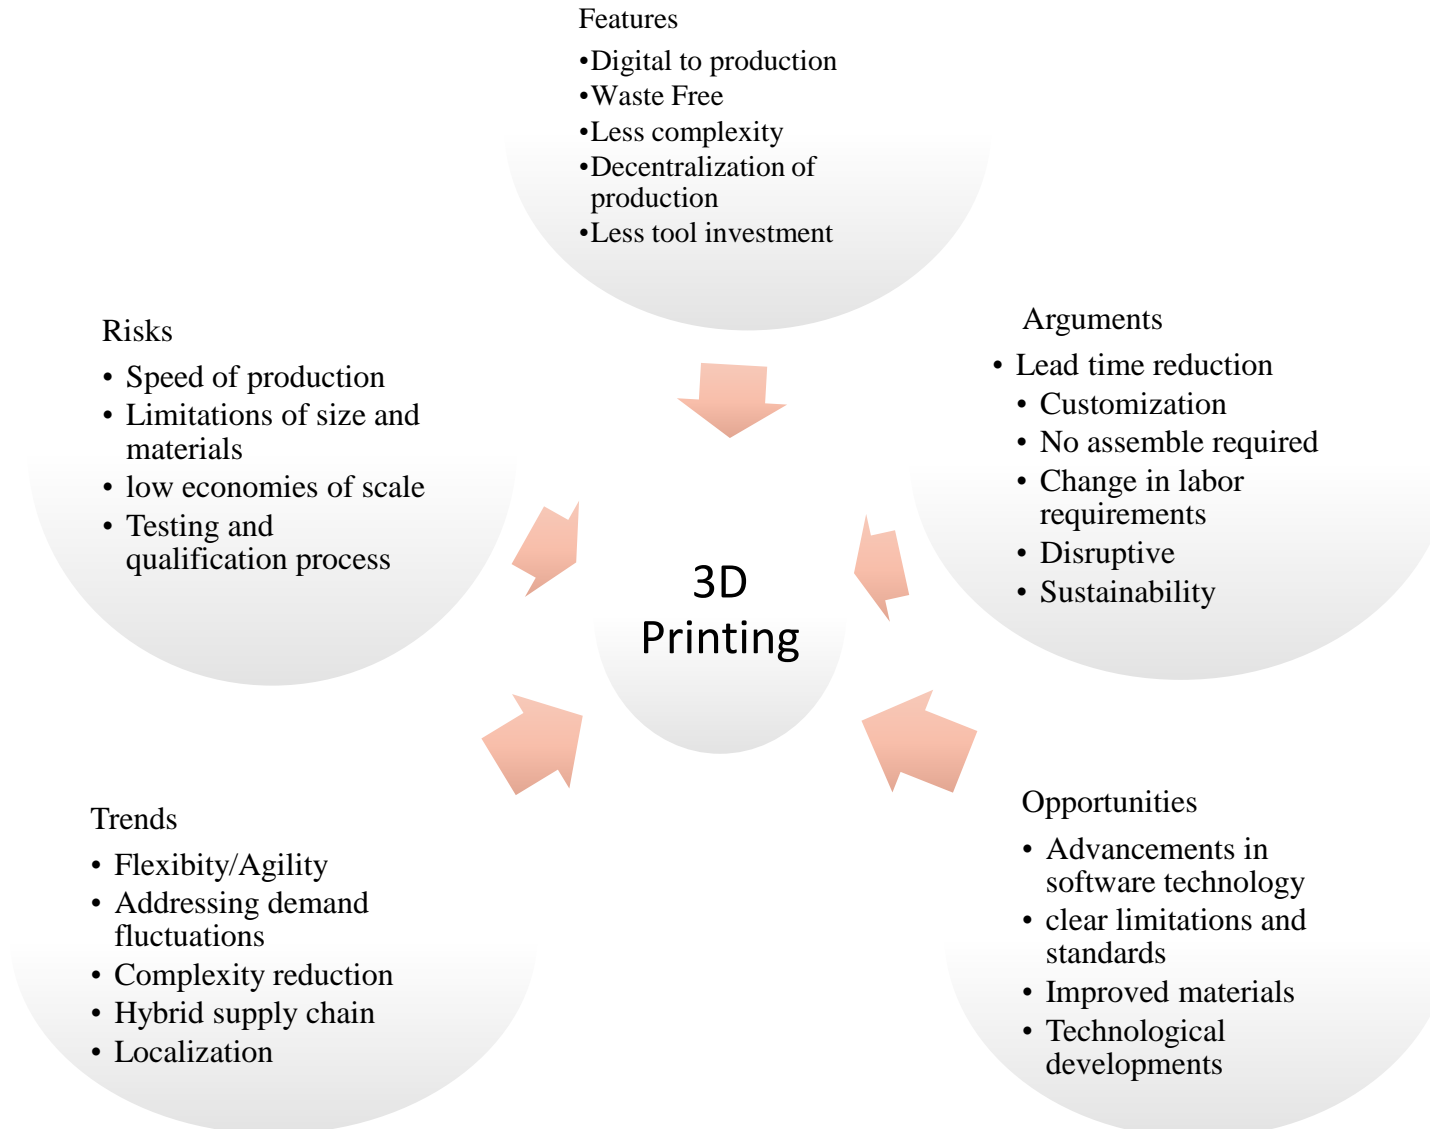 Features
•Digital to production
•Waste Free
•Less complexity
•Decentralization of
production
•Less tool investment
Risks
• Speed of production
• Limitations of size and
materials
• low economies of scale
• Testing and
qualification process
Arguments
• Lead time reduction
• Customization
• No assemble required
• Change in labor
requirements
• Disruptive
• Sustainability
3D
Printing
Trends
• Flexibity/Agility
• Addressing demand
fluctuations
• Complexity reduction
• Hybrid supply chain
• Localization
Opportunities
• Advancements in
software technology
• clear limitations and
standards
• Improved materials
• Technological
developments